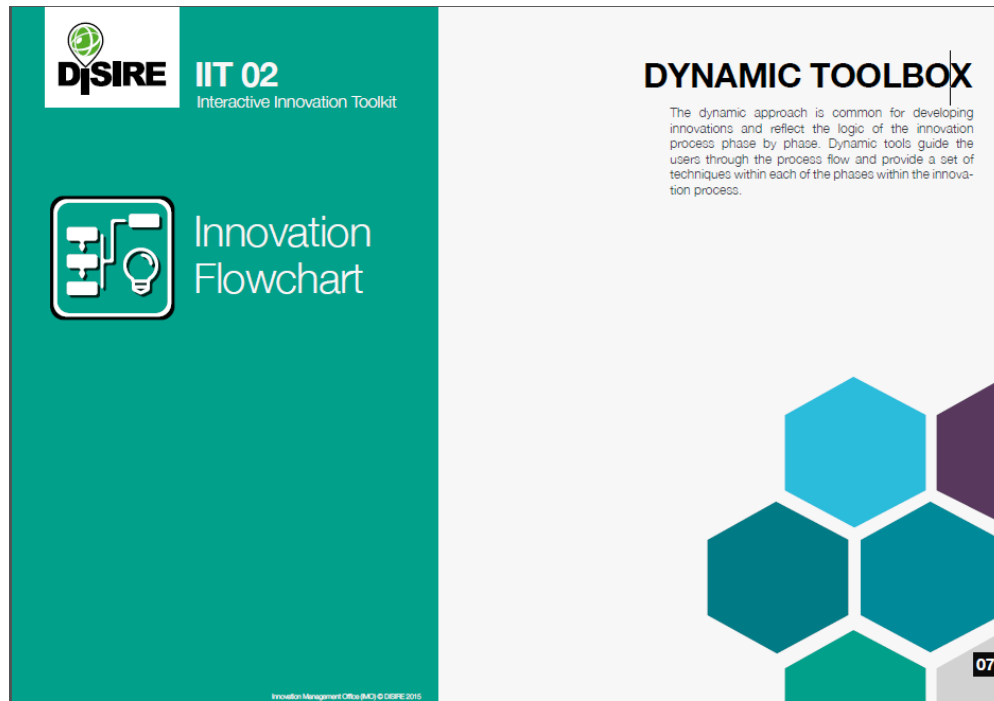 DiSIRE
IIT 02
Interactive Innovation Toolkit
Innovation
Flowchart
Innovation Management Office (IMO) © DISIRE 2015
DYNAMIC TOOLBOX
The dynamic approach is common for developing
innovations and reflect the logic of the innovation
process phase by phase. Dynamic tools guide the
users through the process flow and provide a set of
techniques within each of the phases within the innova-
tion process.
07